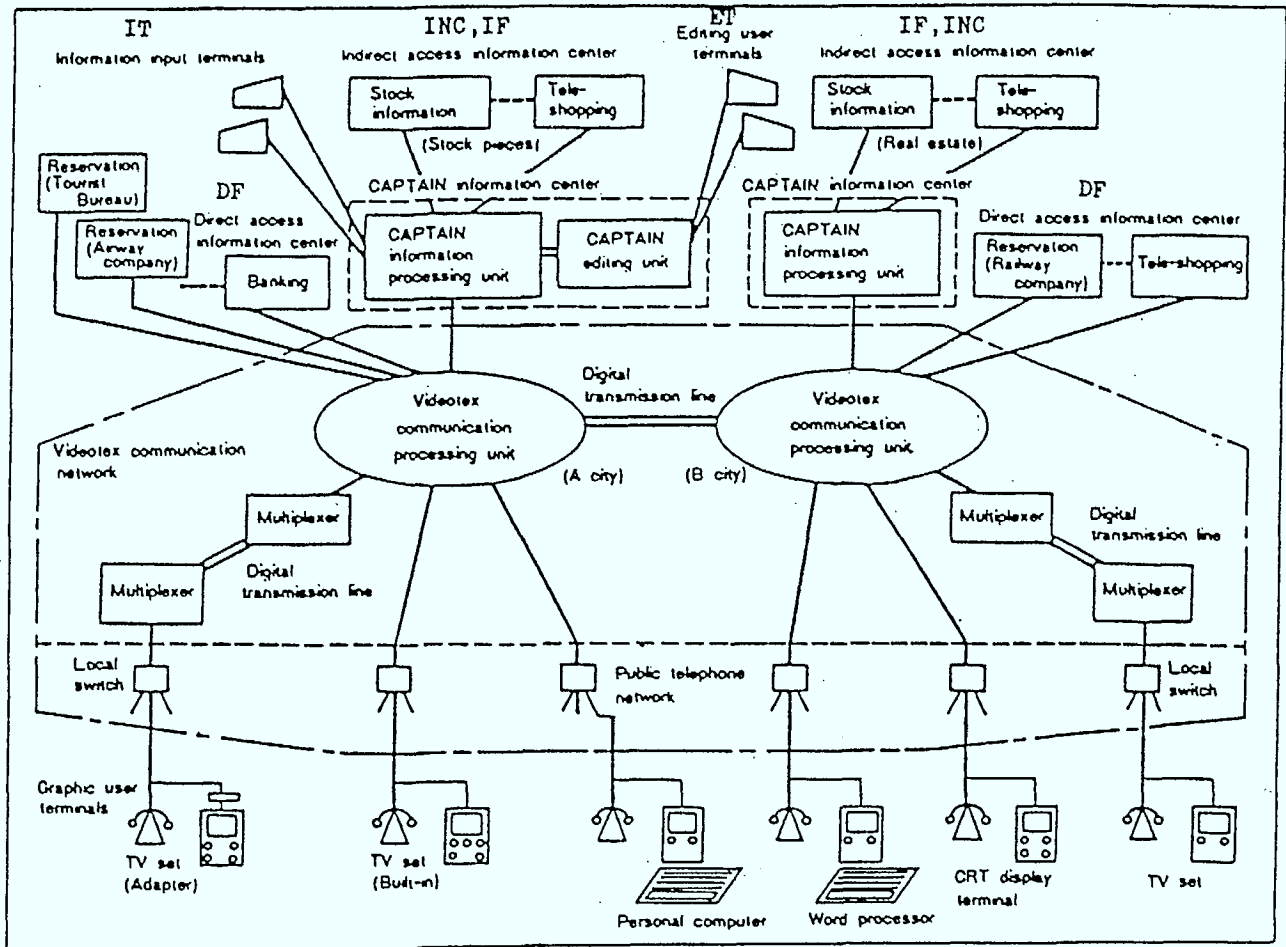 IT
INC,IF
ET
IF,INC
Information input terminals
Indirect access information center
Editing user
terminals
Indirect access information center
Stock
information
Tele-
shopping
(Stock pieces)
Stock
information
Tele-
shopping
(Real estate)
Reservation
(Tourist
Bureau)
DF
Direct access
information center
Reservation
(Airway
company)
Banking
CAPTAIN information center
CAPTAIN
information
processing unit
CAPTAIN
editing unit
CAPTAIN information center
CAPTAIN
information
processing unit
DF
Direct access
information center
Reservation
(Railway
company)
Tele-shopping
Videotex
communication
processing unit
(A city)
Digital
transmission line
Videotex
communication
processing unit
(B city)
Videotex communication
network
Multiplexer
Digital
transmission line
Multiplexer
Multiplexer
Digital
transmission line
Multiplexer
Local
switch
Public telephone
network
Local
switch
Graphic user
terminals
TV set
(Adapter)
TV set
(Built-in)
Personal computer
Word processor
CRT display
terminal
TV set